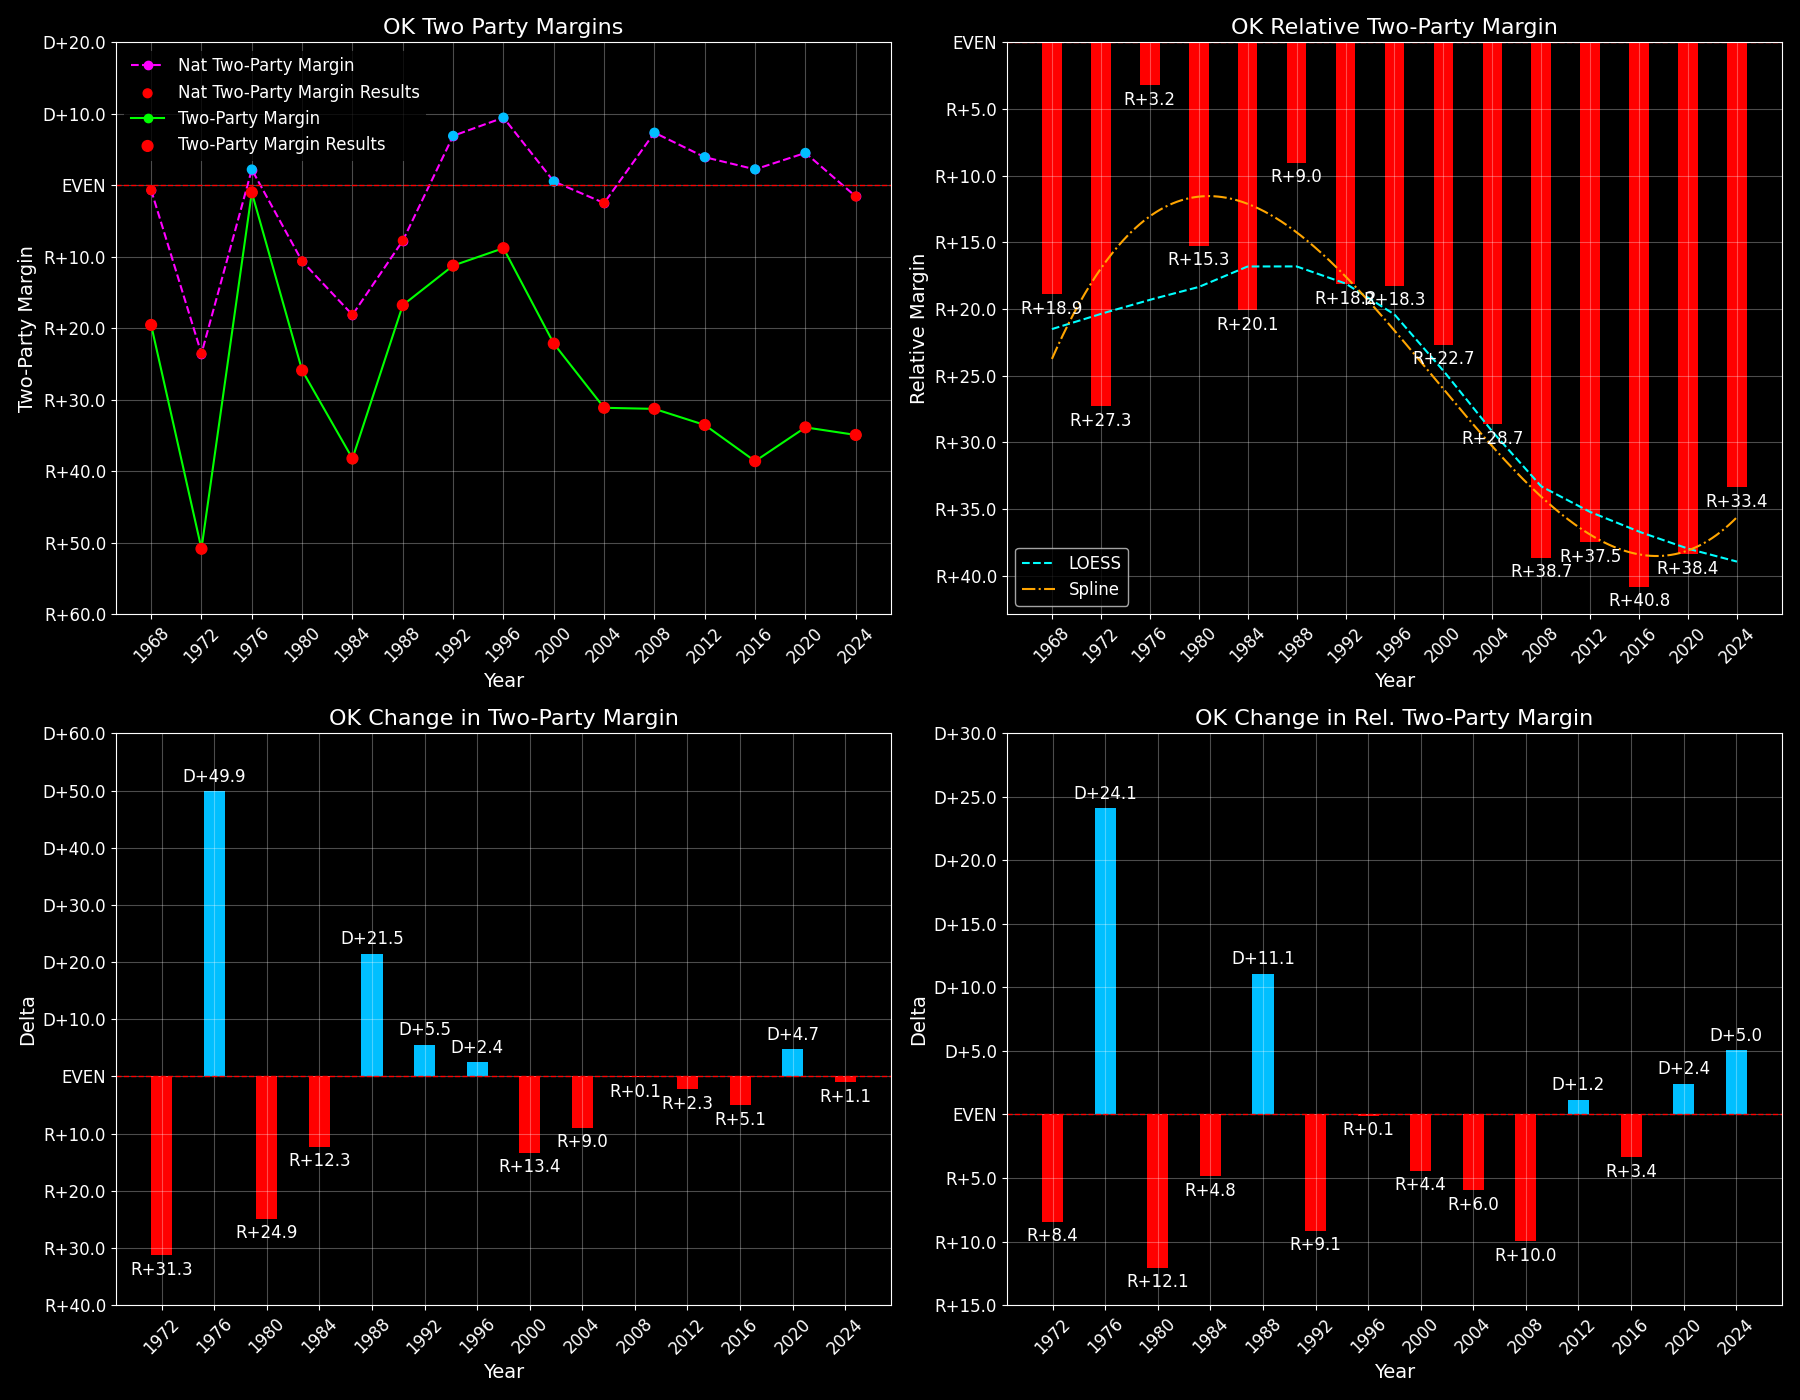 OK Two Party Margins
D+20.0
D+10.0
EVEN
R+10.0
R+20.0
R+30.0
R+40.0
R+50.0
R+60.0
Two-Party Margin
Nat Two-Party Margin
Nat Two-Party Margin Results
Two-Party Margin
Two-Party Margin Results
1968
1972
1976
1980
1984
1988
1992
1996
2000
2004
2008
2012
2016
2020
2024
Year
OK Relative Two-Party Margin
EVEN
R+5.0
R+10.0
R+15.0
R+20.0
R+25.0
R+30.0
R+35.0
R+40.0
Relative Margin
R+18.9
R+27.3
R+3.2
R+15.3
R+20.1
R+9.0
R+18.2
R+18.3
R+22.7
R+28.7
R+38.7
R+37.5
R+40.8
R+38.4
R+33.4
LOESS
Spline
1968
1972
1976
1980
1984
1988
1992
1996
2000
2004
2008
2012
2016
2020
2024
Year
OK Change in Two-Party Margin
D+60.0
D+50.0
D+40.0
D+30.0
D+20.0
D+10.0
EVEN
R+10.0
R+20.0
R+30.0
R+40.0
Delta
R+31.3
D+49.9
R+24.9
R+12.3
D+21.5
D+5.5
D+2.4
R+13.4
R+9.0
R+0.1
R+2.3
R+5.1
D+4.7
R+1.1
1972
1976
1980
1984
1988
1992
1996
2000
2004
2008
2012
2016
2020
2024
Year
OK Change in Rel. Two-Party Margin
D+30.0
D+25.0
D+20.0
D+15.0
D+10.0
D+5.0
EVEN
R+5.0
R+10.0
R+15.0
Delta
R+8.4
D+24.1
R+12.1
R+4.8
D+11.1
R+9.1
R+0.1
R+4.4
R+6.0
R+10.0
D+1.2
R+3.4
D+2.4
D+5.0
1972
1976
1980
1984
1988
1992
1996
2000
2004
2008
2012
2016
2020
2024
Year